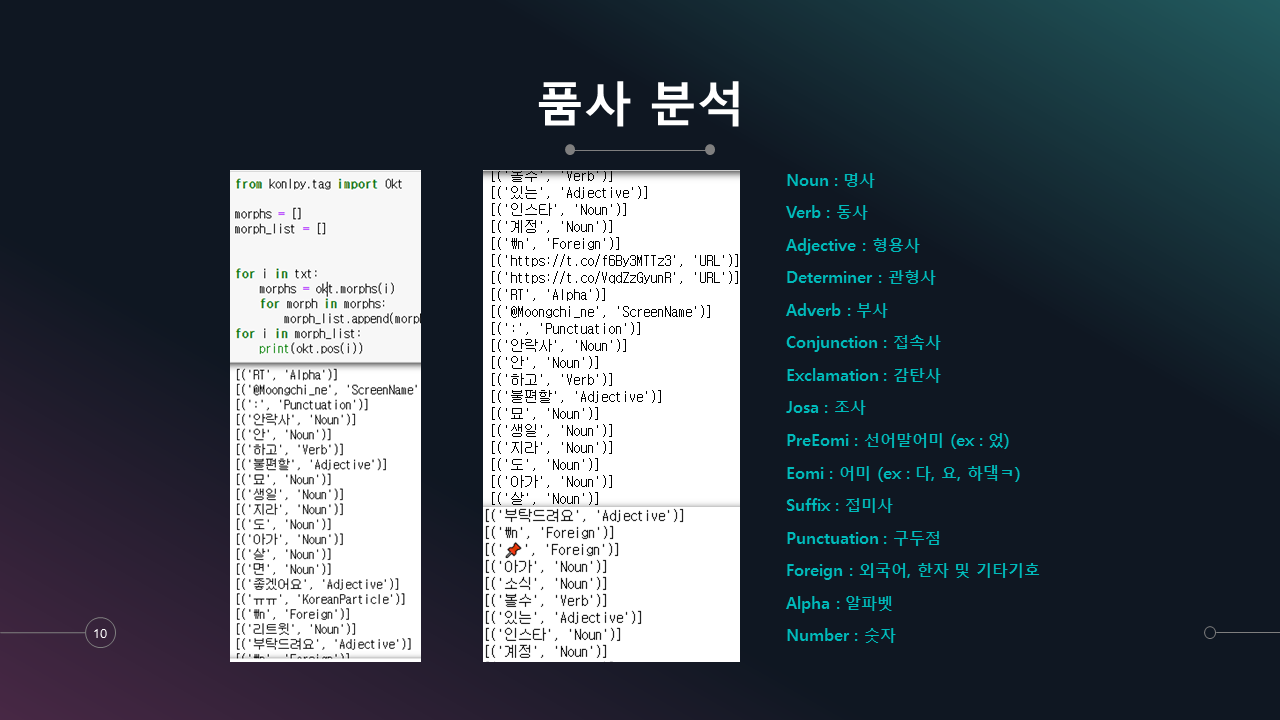 품사 분석
from konlpy.tag import Okt
morphs = []
morph_list = []
for i in txt:
morphs = okt.morphs(i)
for morph in morphs:
morph_list.append(morph
for i in morph_list:
print(okt.pos(i))
[('RT', 'Alpha')]
[('@Moongchi_ne', 'ScreenName'
[(':', 'Punctuation')]
[('안락사', 'Noun')]
[('안', 'Noun')]
[('하고', 'Verb')]
[('불편할', 'Adjective')]
[('묘', 'Noun')]
[('생일', 'Noun')]
[('지라', 'Noun')]
[('도', 'Noun')]
[('아가', 'Noun')]
[('살', 'Noun')]
[('면', 'Noun')]
[('좋겠어요', 'Adjective')]
[('ㅠㅠ', 'KoreanParticle')]
[('\n', 'Foreign')]
[('리트윗', 'Noun')]
[('부탁드려요', 'Adjective')]
[('\n', 'Foreign')]
[('볼수', 'Verb')]
[('있는', 'Adjective')]
[('인스타', 'Noun')]
[('계정', 'Noun')]
[('\n', 'Foreign')]
[('https://t.co/f6By3MTTz3', 'URL')]
[('https://t.co/VqdZzGyunR', 'URL')]
[('RT', 'Alpha')]
[('@Moongchi_ne', 'ScreenName')]
[(':', 'Punctuation')]
[('안락사', 'Noun')]
[('안', 'Noun')]
[('하고', 'Verb')]
[('불편할', 'Adjective')]
[('묘', 'Noun')]
[('생일', 'Noun')]
[('지라', 'Noun')]
[('도', 'Noun')]
[('아가', 'Noun')]
[('살', 'Noun')]
[('부탁드려요', 'Adjective')]
[('\n', 'Foreign')]
[('📌', 'Foreign')]
[('아가', 'Noun')]
[('소식', 'Noun')]
[('볼수', 'Verb')]
[('있는', 'Adjective')]
[('인스타', 'Noun')]
[('계정', 'Noun')]
Noun : 명사
Verb : 동사
Adjective : 형용사
Determiner : 관형사
Adverb : 부사
Conjunction : 접속사
Exclamation : 감탄사
Josa : 조사
PreEomi : 선어말어미 (ex : 었)
Eomi : 어미 (ex : 다, 요, 하댘ㅋ)
Suffix : 접미사
Punctuation : 구두점
Foreign : 외국어, 한자 및 기타기호
Alpha : 알파벳
Number : 숫자
10